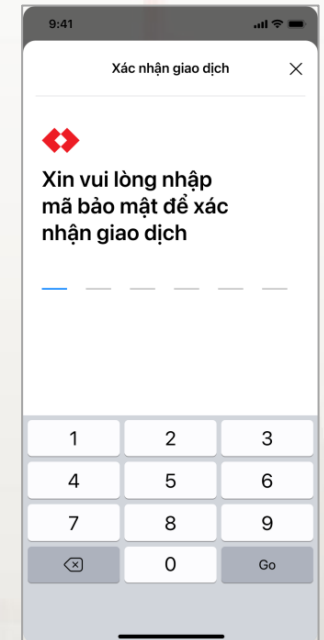 9:41
Xác nhận giao dịch
Xin vui lòng nhập
mã bảo mật để xác
nhận giao dịch
1 2 3
4 5 6
7 8 9
0 Go